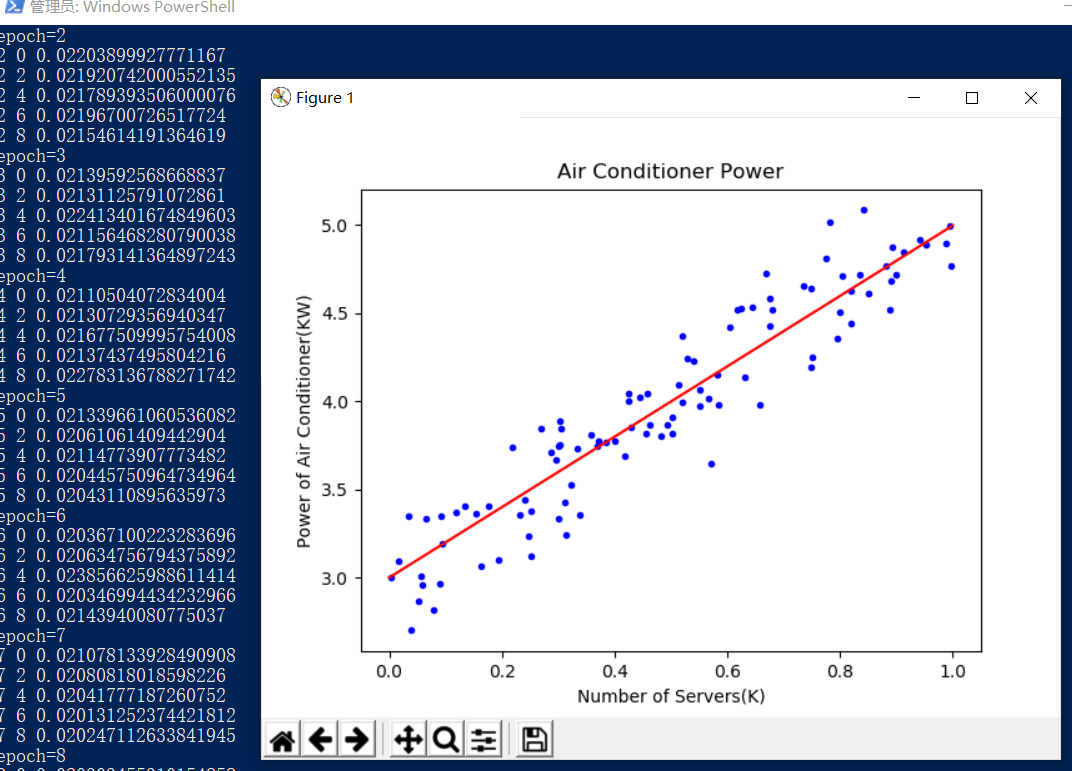 管理员: Windows PowerShell
epoch=2
2 0 0.02203899927771167
2 2 0.021920742000552135
2 4 0.021789393506000076
2 6 0.02196700726517724
2 8 0.02154614191364619
epoch=3
3 0 0.02139592568668837
3 2 0.021311257910728​61
3 4 0.022413401674849603
3 6 0.021156468280790038
3 8 0.021793141364897243
epoch=4
4 0 0.02110504072834004
4 2 0.02130729356940347
4 4 0.021677509995754008
4 6 0.02137437495804216
4 8 0.022783136788271742
epoch=5
5 0 0.021339661060536082
5 2 0.02061061409442904
5 4 0.02114773907773482
5 6 0.020445750964734964
5 8 0.02043110895635973
epoch=6
6 0 0.020367100223283696
6 2 0.020634756794375892
6 4 0.023856625988611414
6 6 0.020346994434232966
6 8 0.02143940080775037
epoch=7
7 0 0.021078133928490908
7 2 0.02080818018598226
7 4 0.02041777187260752
7 6 0.020131252374421812
7 8 0.020247112633841945
epoch=8
Figure 1
Air Conditioner Power
Power of Air Conditioner(KW)
5.0
4.5
4.0
3.5
3.0
0.0 0.2 0.4 0.6 0.8 1.0
Number of Servers(K)